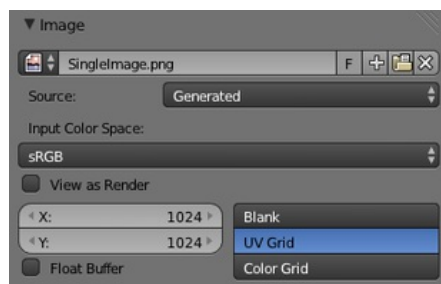 Image
SingleImage.png F
Source: Generated
Input Color Space:
sRGB
View as Render
X: 1024 Blank
Y: 1024 UV Grid
Float Buffer Color Grid